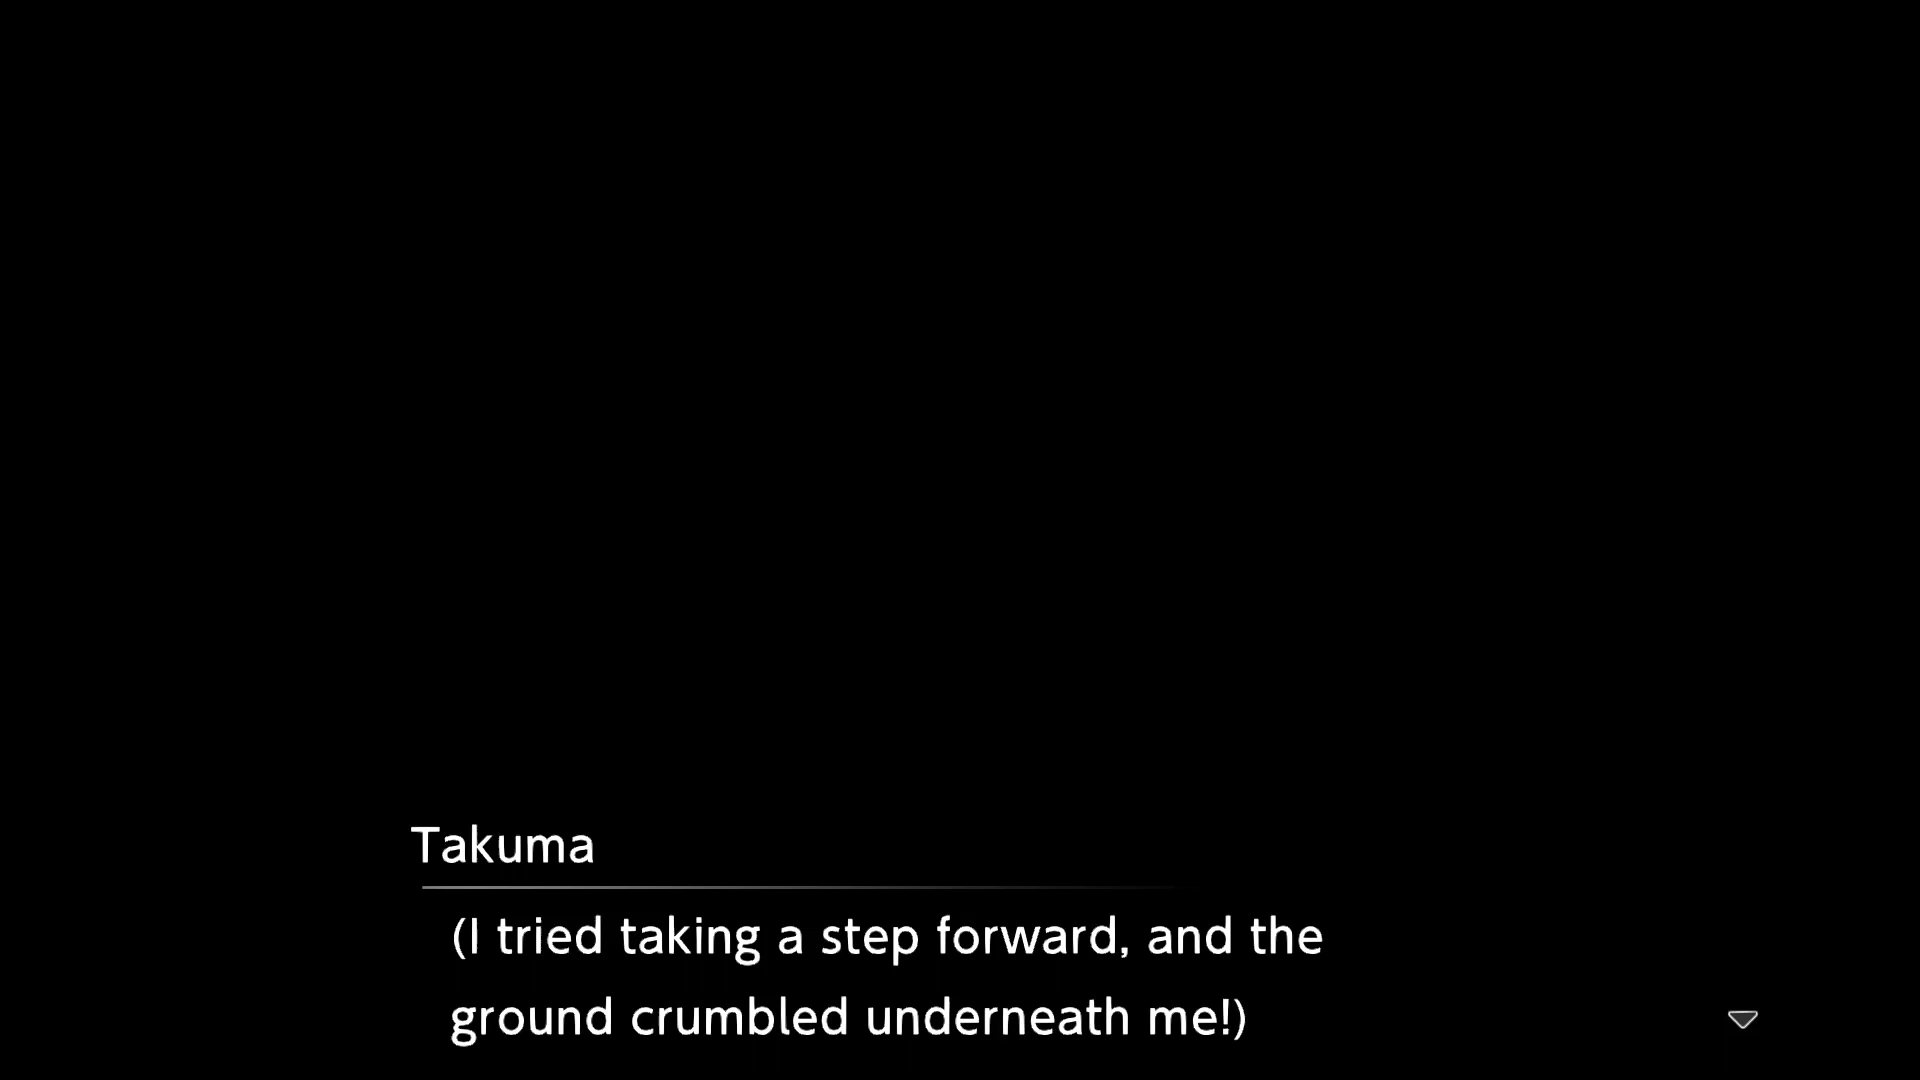 Takuma
(I tried taking a step forward, and the
ground crumbled underneath me!)